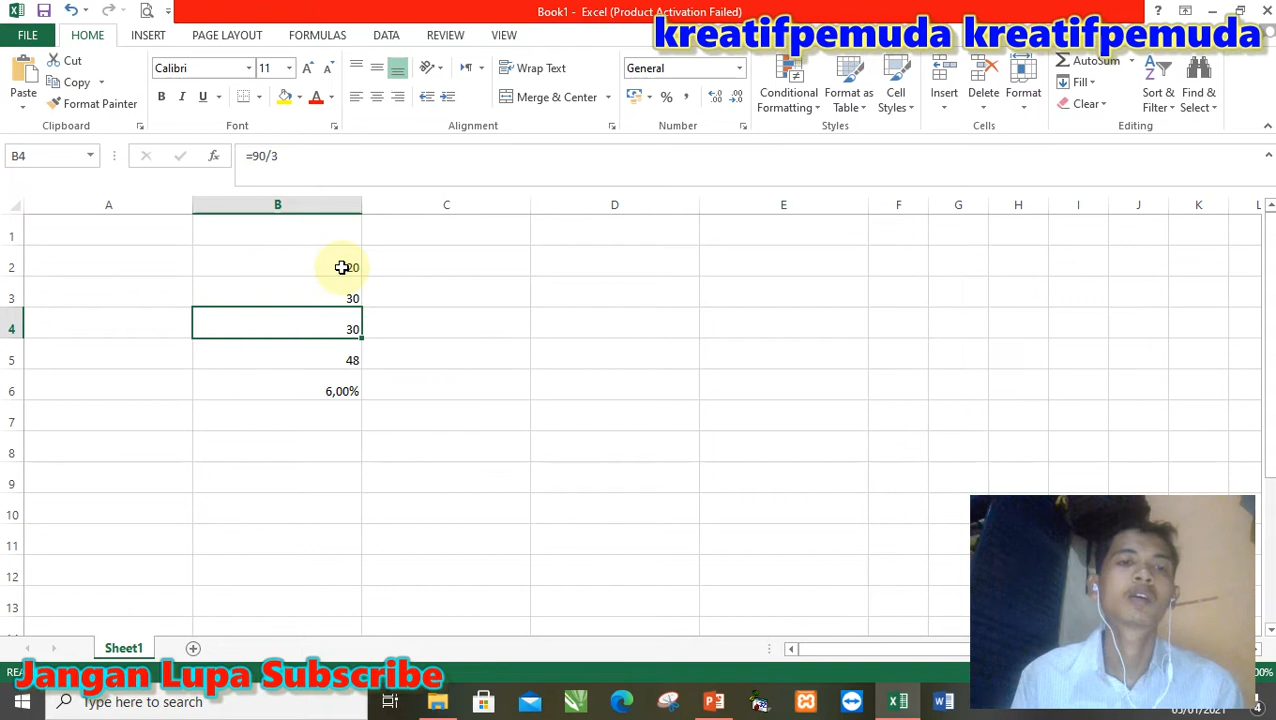 Book1 - Excel (Product Activation Failed)
kreatifpemuda kreatifpemuda
FILE HOME INSERT PAGE LAYOUT FORMULAS DATA REVIEW VIEW
Cut
Copy
Format Painter
Paste
Clipboard
Calibri 11
B I U
Font
Wrap Text
Merge & Center
Alignment
General
% ,
Number
Conditional Formatting
Format as Table
Cell Styles
Styles
Insert Delete Format
Cells
AutoSum
Fill
Clear
Sort & Filter
Find & Select
Editing
B4 fx =90/3
A B C D E F G H I J K L
1
2 20
3 30
4 30
5 48
6 6,00%
7
8
9
10
11
12
13
Sheet1
Jangan Lupa Subscribe
Type here to search